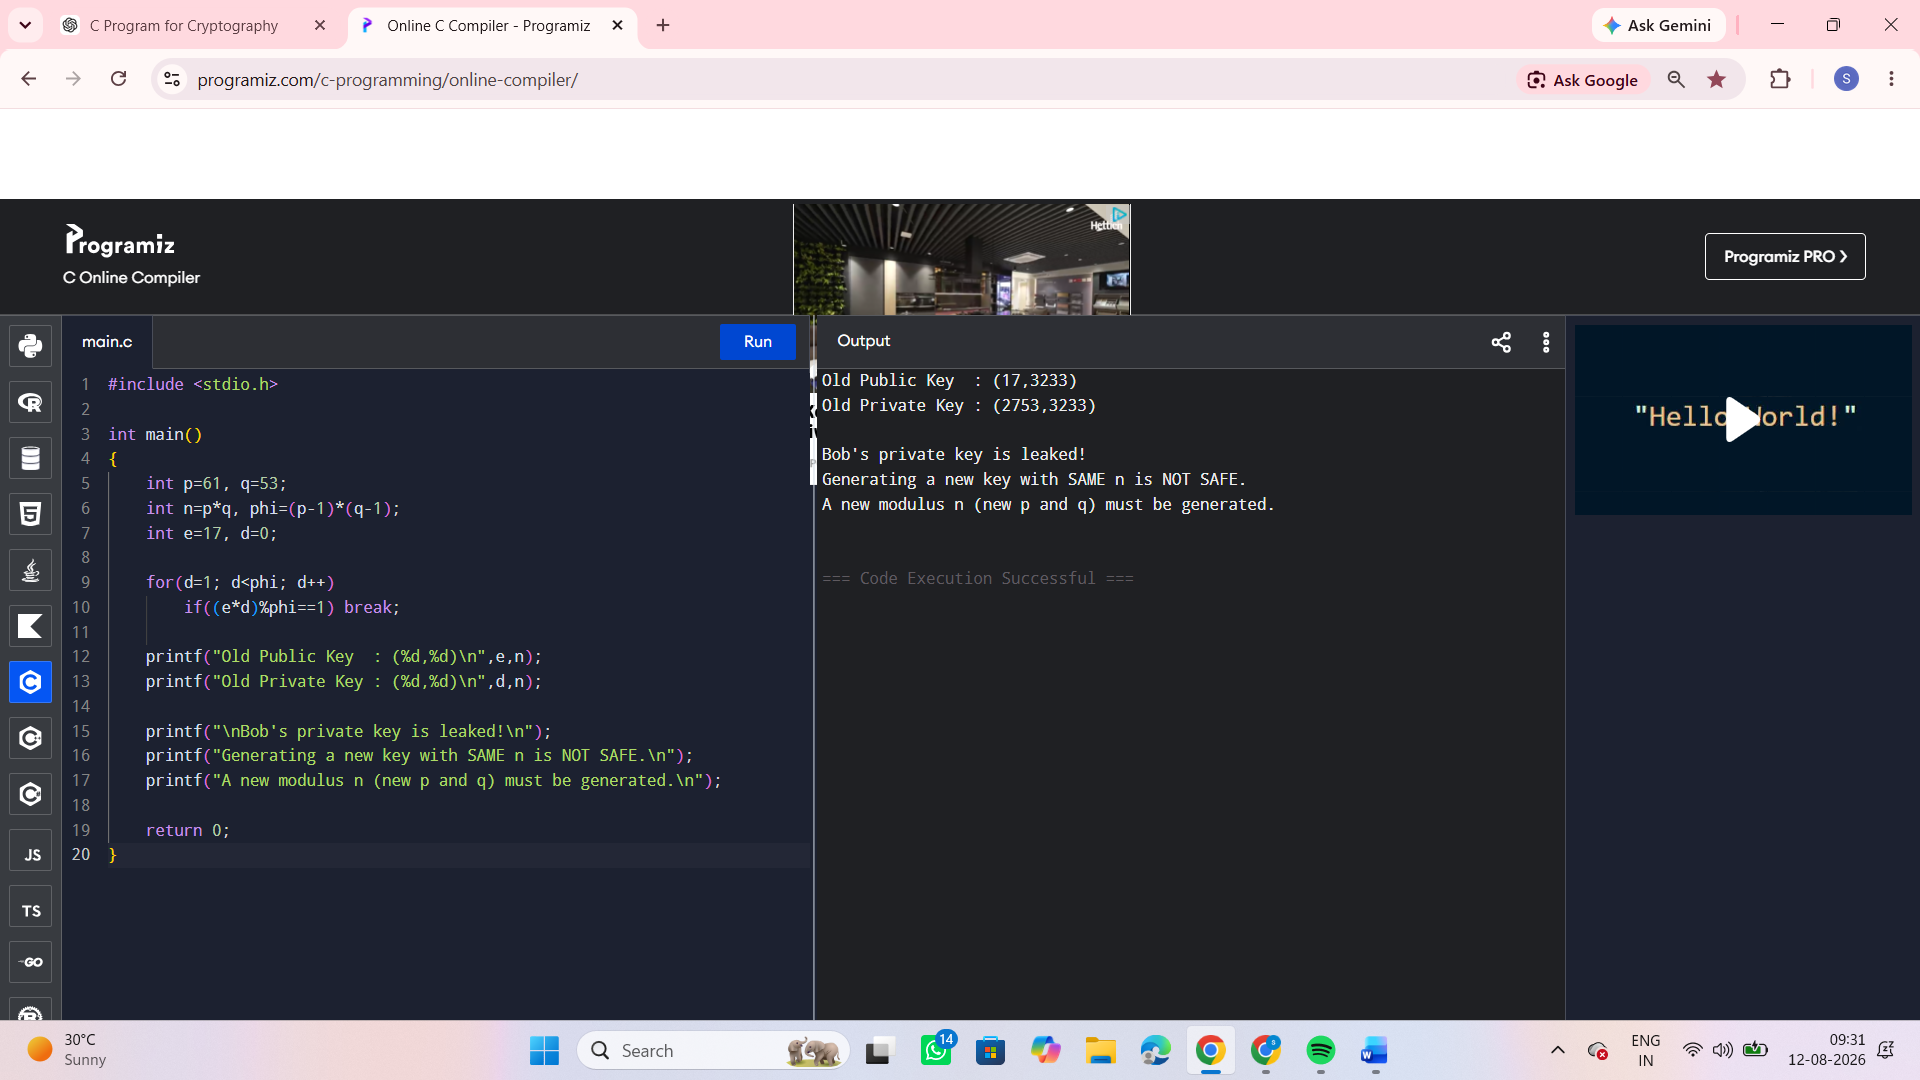 C Program for Cryptography
Online C Compiler - Programiz
Ask Gemini
programiz.com/c-programming/online-compiler/
Ask Google
S
Hettich
Programiz
C Online Compiler
Programiz PRO ❯
main.c
Run
Output
1 #include <stdio.h>
2
3 int main()
4 {
5 int p=61, q=53;
6 int n=p*q, phi=(p-1)*(q-1);
7 int e=17, d=0;
8
9 for(d=1; d<phi; d++)
10 if((e*d)%phi==1) break;
11
12 printf("Old Public Key  : (%d,%d)\n",e,n);
13 printf("Old Private Key : (%d,%d)\n",d,n);
14
15 printf("\nBob's private key is leaked!\n");
16 printf("Generating a new key with SAME n is NOT SAFE.\n");
17 printf("A new modulus n (new p and q) must be generated.\n");
18
19 return 0;
20 }
Old Public Key  : (17,3233)
Old Private Key : (2753,3233)
Bob's private key is leaked!
Generating a new key with SAME n is NOT SAFE.
A new modulus n (new p and q) must be generated.
=== Code Execution Successful ===
"Hello World!"
JS
TS
GO
30°C
Sunny
Search
14
ENG
IN
09:31
12-08-2026